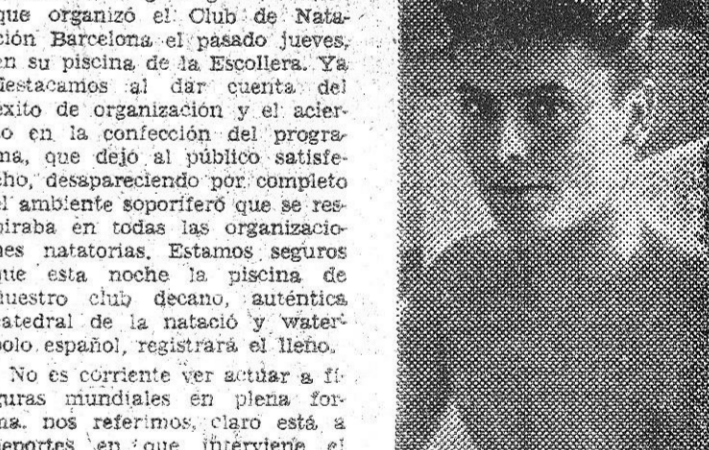 que organizó el Club de Nata-
ción Barcelona el pasado jueves,
en su piscina de la Escollera. Ya
destacamos al dar cuenta del
éxito de organización y el acier-
to en la confección del progra-
ma, que dejó al público satisfe-
cho, desapareciendo por completo
el ambiente soporífero que se res-
piraba en todas las organizacio-
nes natatorias. Estamos seguros
que esta noche la piscina de
nuestro club decano, auténtica
catedral de la natació y water-
polo español, registrará el lleno.
No es corriente ver actuar a fi-
guras mundiales en plena for-
ma. nos referimos, claro está a
deportes en que interviene el